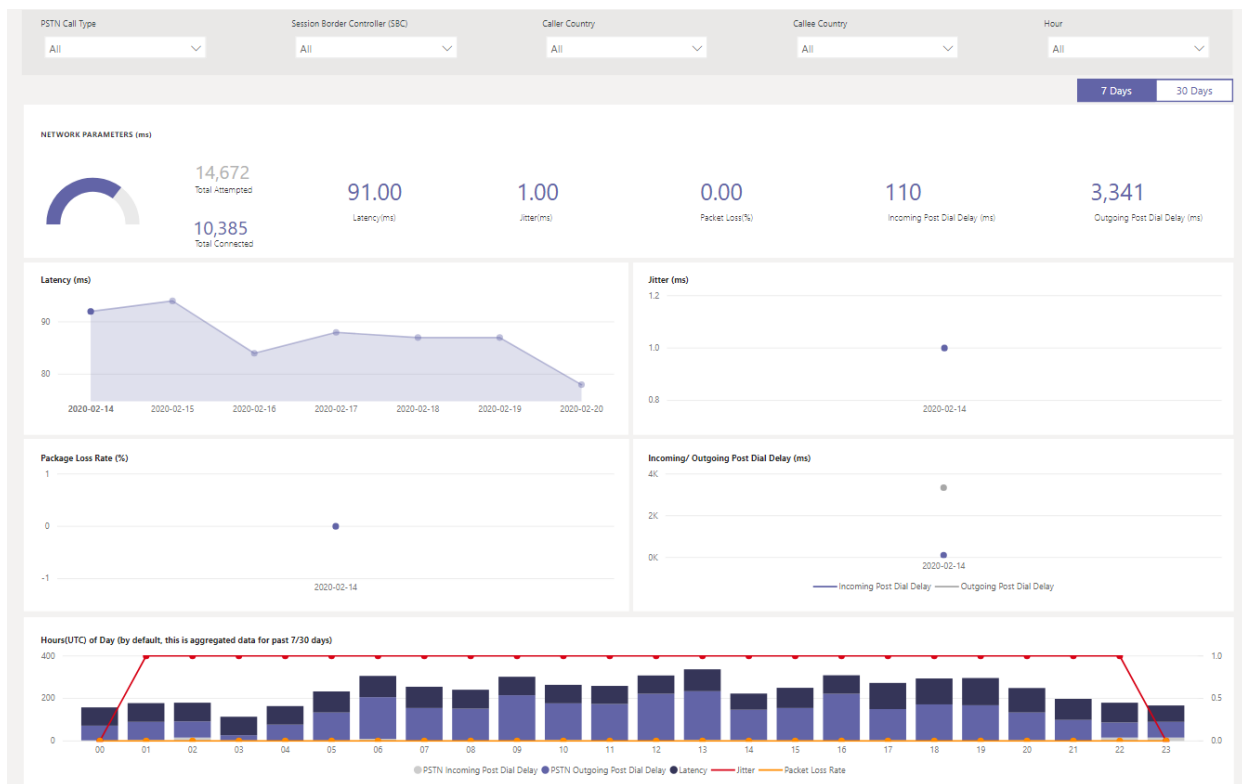 PSTN Call Type Session Border Controller (SBC) Caller Country Callee Country Hour
All All All All All
7 Days 30 Days
NETWORK PARAMETERS (ms)
14,672
Total Attempted
10,385
Total Connected
91.00
Latency(ms)
1.00
Jitter(ms)
0.00
Packet Loss(%)
110
Incoming Post Dial Delay (ms)
3,341
Outgoing Post Dial Delay (ms)
Latency (ms)
90
80
2020-02-14 2020-02-15 2020-02-16 2020-02-17 2020-02-18 2020-02-19 2020-02-20
Jitter (ms)
1.2
1.0
0.8
2020-02-14
Package Loss Rate (%)
1
0
-1
2020-02-14
Incoming/ Outgoing Post Dial Delay (ms)
4K
2K
0K
2020-02-14
Incoming Post Dial Delay Outgoing Post Dial Delay
Hours(UTC) of Day (by default, this is aggregated data for past 7/30 days)
400 1.0
200 0.5
0 0.0
00 01 02 03 04 05 06 07 08 09 10 11 12 13 14 15 16 17 18 19 20 21 22 23
PSTN Incoming Post Dial Delay PSTN Outgoing Post Dial Delay Latency Jitter Packet Loss Rate